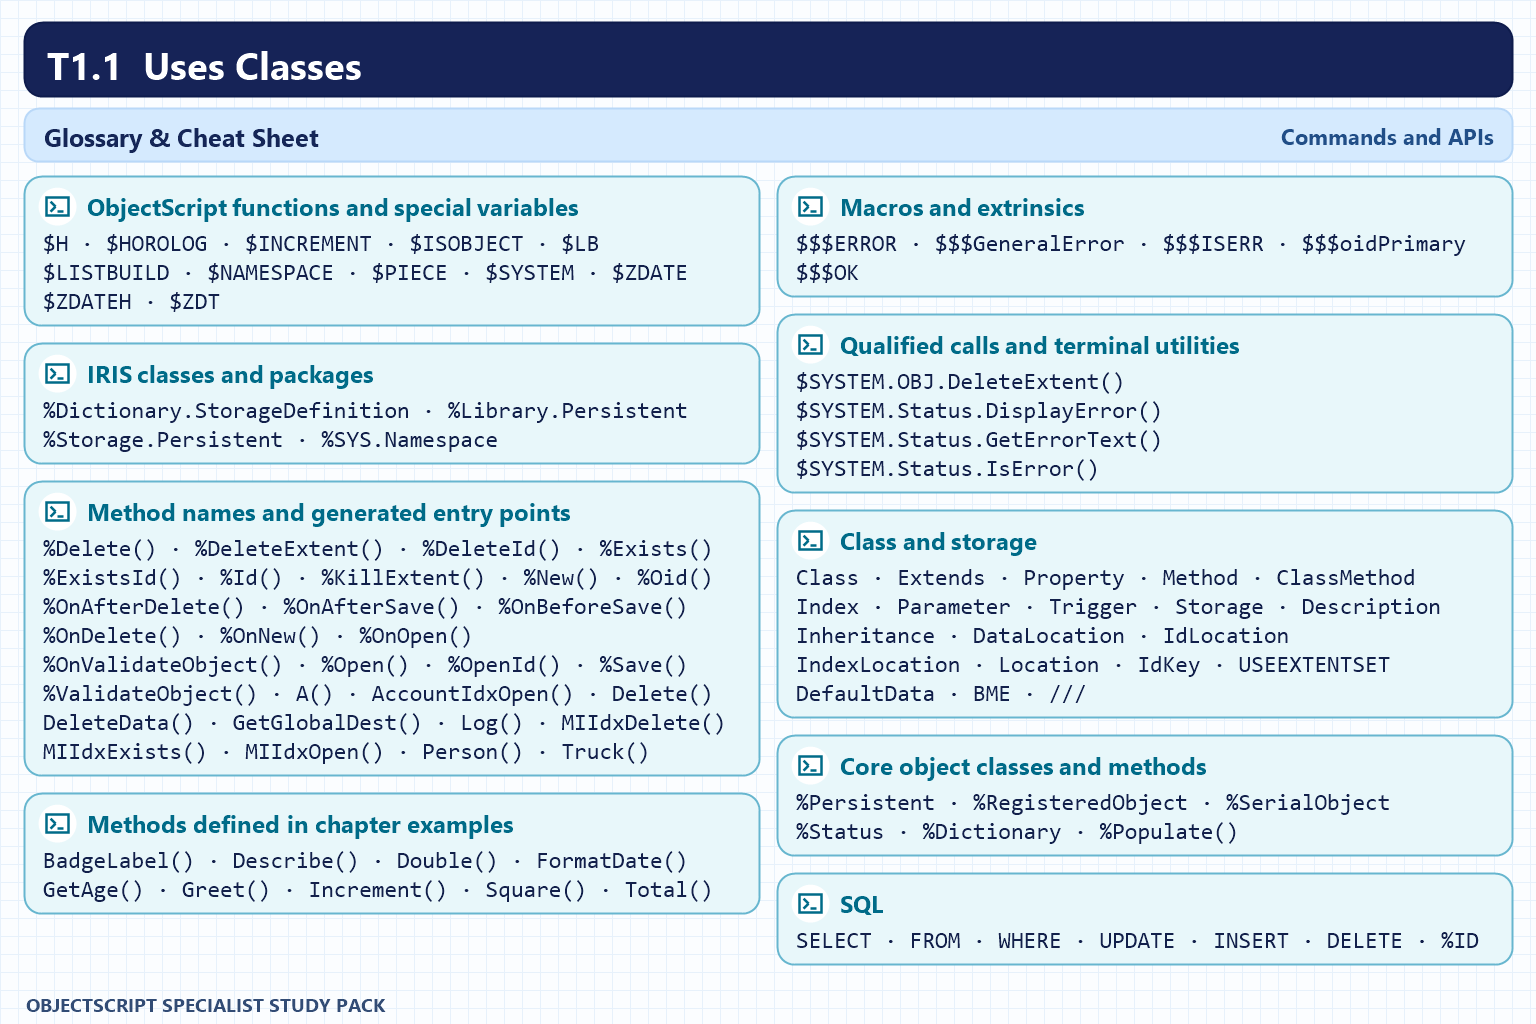 T1.1 Uses Classes
Glossary & Cheat Sheet
Commands and APIs
ObjectScript functions and special variables
$H · $HOROLOG · $INCREMENT · $ISOBJECT · $LB
$LISTBUILD · $NAMESPACE · $PIECE · $SYSTEM · $ZDATE
$ZDATEH · $ZDT
IRIS classes and packages
%Dictionary.StorageDefinition · %Library.Persistent
%Storage.Persistent · %SYS.Namespace
Method names and generated entry points
%Delete() · %DeleteExtent() · %DeleteId() · %Exists()
%ExistsId() · %Id() · %KillExtent() · %New() · %Oid()
%OnAfterDelete() · %OnAfterSave() · %OnBeforeSave()
%OnDelete() · %OnNew() · %OnOpen()
%OnValidateObject() · %Open() · %OpenId() · %Save()
%ValidateObject() · A() · AccountIdxOpen() · Delete()
DeleteData() · GetGlobalDest() · Log() · MIIdxDelete()
MIIdxExists() · MIIdxOpen() · Person() · Truck()
Methods defined in chapter examples
BadgeLabel() · Describe() · Double() · FormatDate()
GetAge() · Greet() · Increment() · Square() · Total()
Macros and extrinsics
$$$ERROR · $$$GeneralError · $$$ISERR · $$$oidPrimary
$$$OK
Qualified calls and terminal utilities
$SYSTEM.OBJ.DeleteExtent()
$SYSTEM.Status.DisplayError()
$SYSTEM.Status.GetErrorText()
$SYSTEM.Status.IsError()
Class and storage
Class · Extends · Property · Method · ClassMethod
Index · Parameter · Trigger · Storage · Description
Inheritance · DataLocation · IdLocation
IndexLocation · Location · IdKey · USEEXTENTSET
DefaultData · BME · ///
Core object classes and methods
%Persistent · %RegisteredObject · %SerialObject
%Status · %Dictionary · %Populate()
SQL
SELECT · FROM · WHERE · UPDATE · INSERT · DELETE · %ID
OBJECTSCRIPT SPECIALIST STUDY PACK